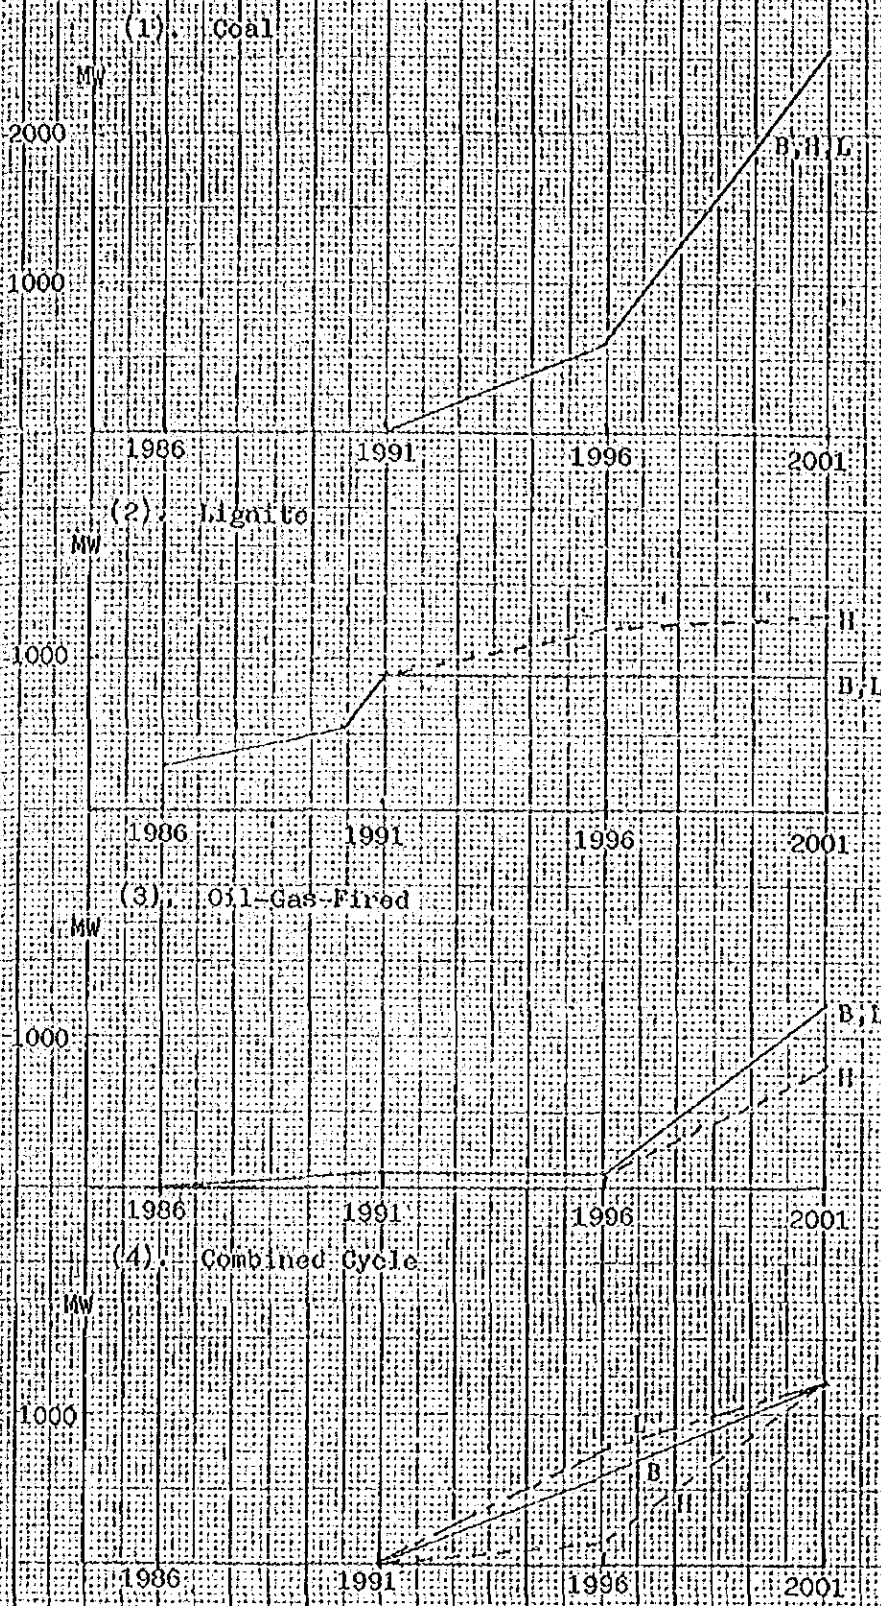 (1). Coal
MW
2000
B,H,L
1000
1986 1991 1996 2001
(2). Lignite
MW
H
1000
B,L
1986 1991 1996 2001
(3). Oil-Gas-Fired
MW
B,L
1000
H
1986 1991 1996 2001
(4). Combined Cycle
MW
1000
L
B
H
1986 1991 1996 2001